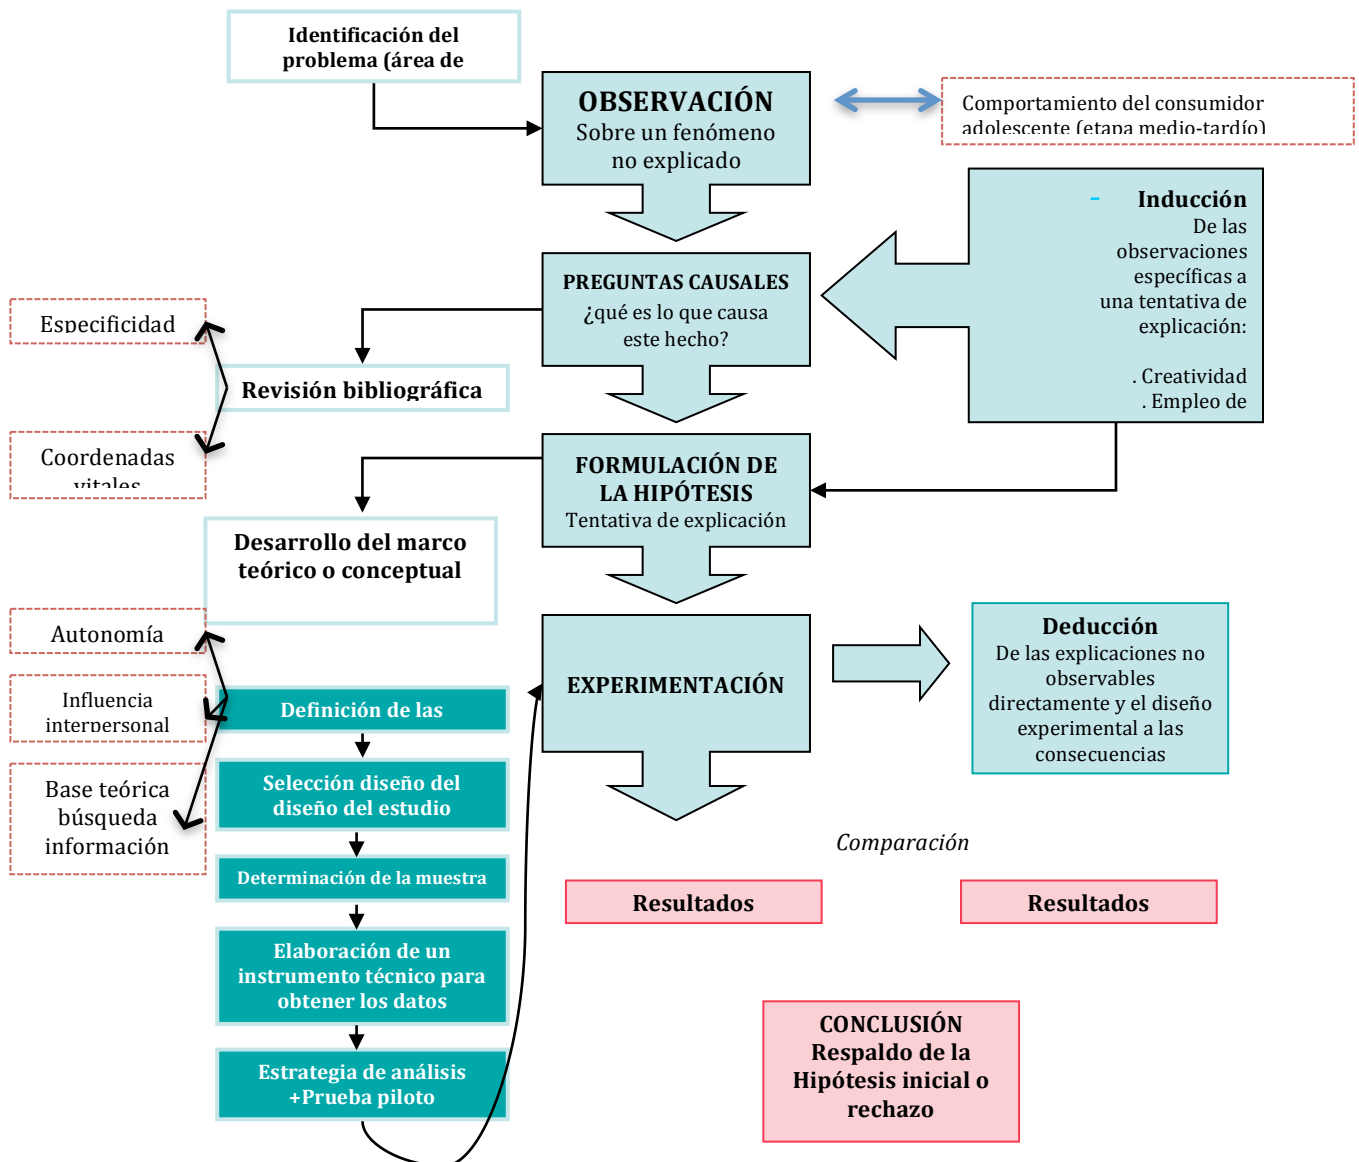 Identificación del
problema (área de
OBSERVACIÓN
Sobre un fenómeno
no explicado
Comportamiento del consumidor
adolescente (etapa medio-tardío)
- Inducción
De las
observaciones
específicas a
una tentativa de
explicación:
. Creatividad
. Empleo de
PREGUNTAS CAUSALES
¿qué es lo que causa
este hecho?
Especificidad
Revisión bibliográfica
Coordenadas
vitales
FORMULACIÓN DE
LA HIPÓTESIS
Tentativa de explicación
Desarrollo del marco
teórico o conceptual
Autonomía
Influencia
interpersonal
Base teórica
búsqueda
información
EXPERIMENTACIÓN
Deducción
De las explicaciones no
observables
directamente y el diseño
experimental a las
consecuencias
Definición de las
Selección diseño del
diseño del estudio
Determinación de la muestra
Elaboración de un
instrumento técnico para
obtener los datos
Estrategia de análisis
+Prueba piloto
Comparación
Resultados
Resultados
CONCLUSIÓN
Respaldo de la
Hipótesis inicial o
rechazo